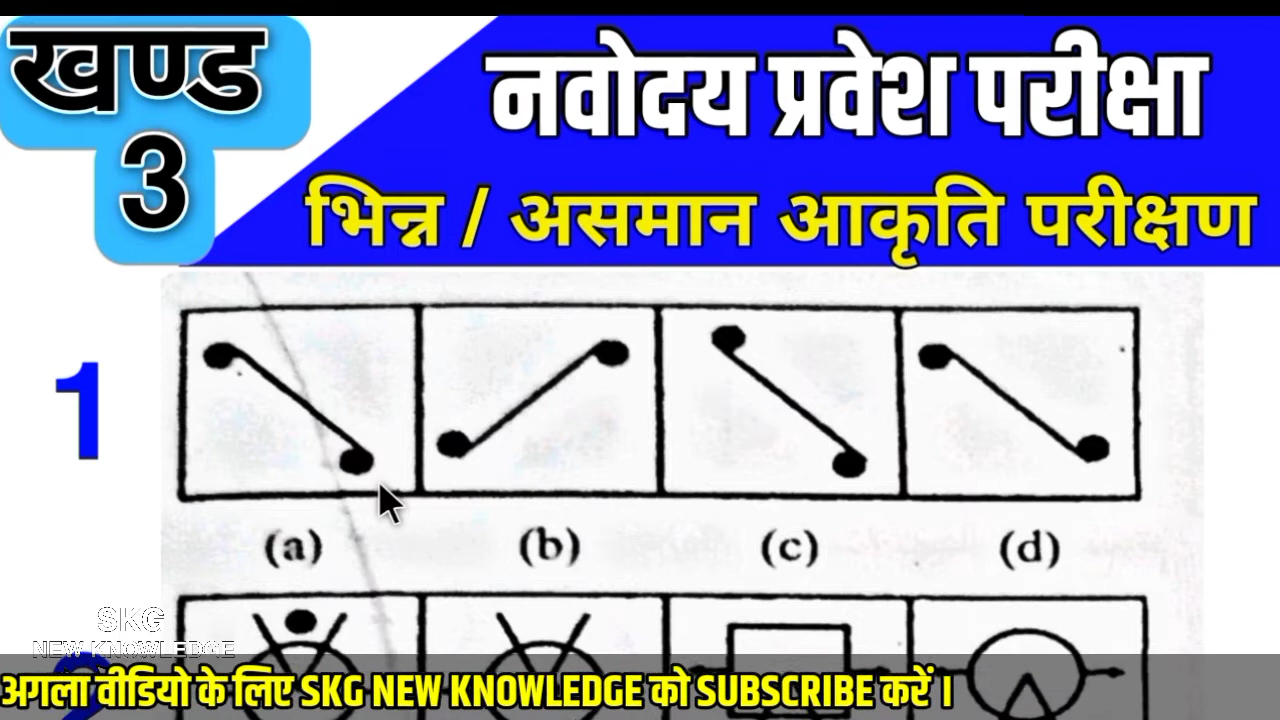 खण्ड
3
नवोदय प्रवेश परीक्षा
भिन्न / असमान आकृति परीक्षण
1
(a) (b) (c) (d)
SKG
NEW KNOWLEDGE
अगला वीडियो के लिए SKG NEW KNOWLEDGE को SUBSCRIBE करें ।